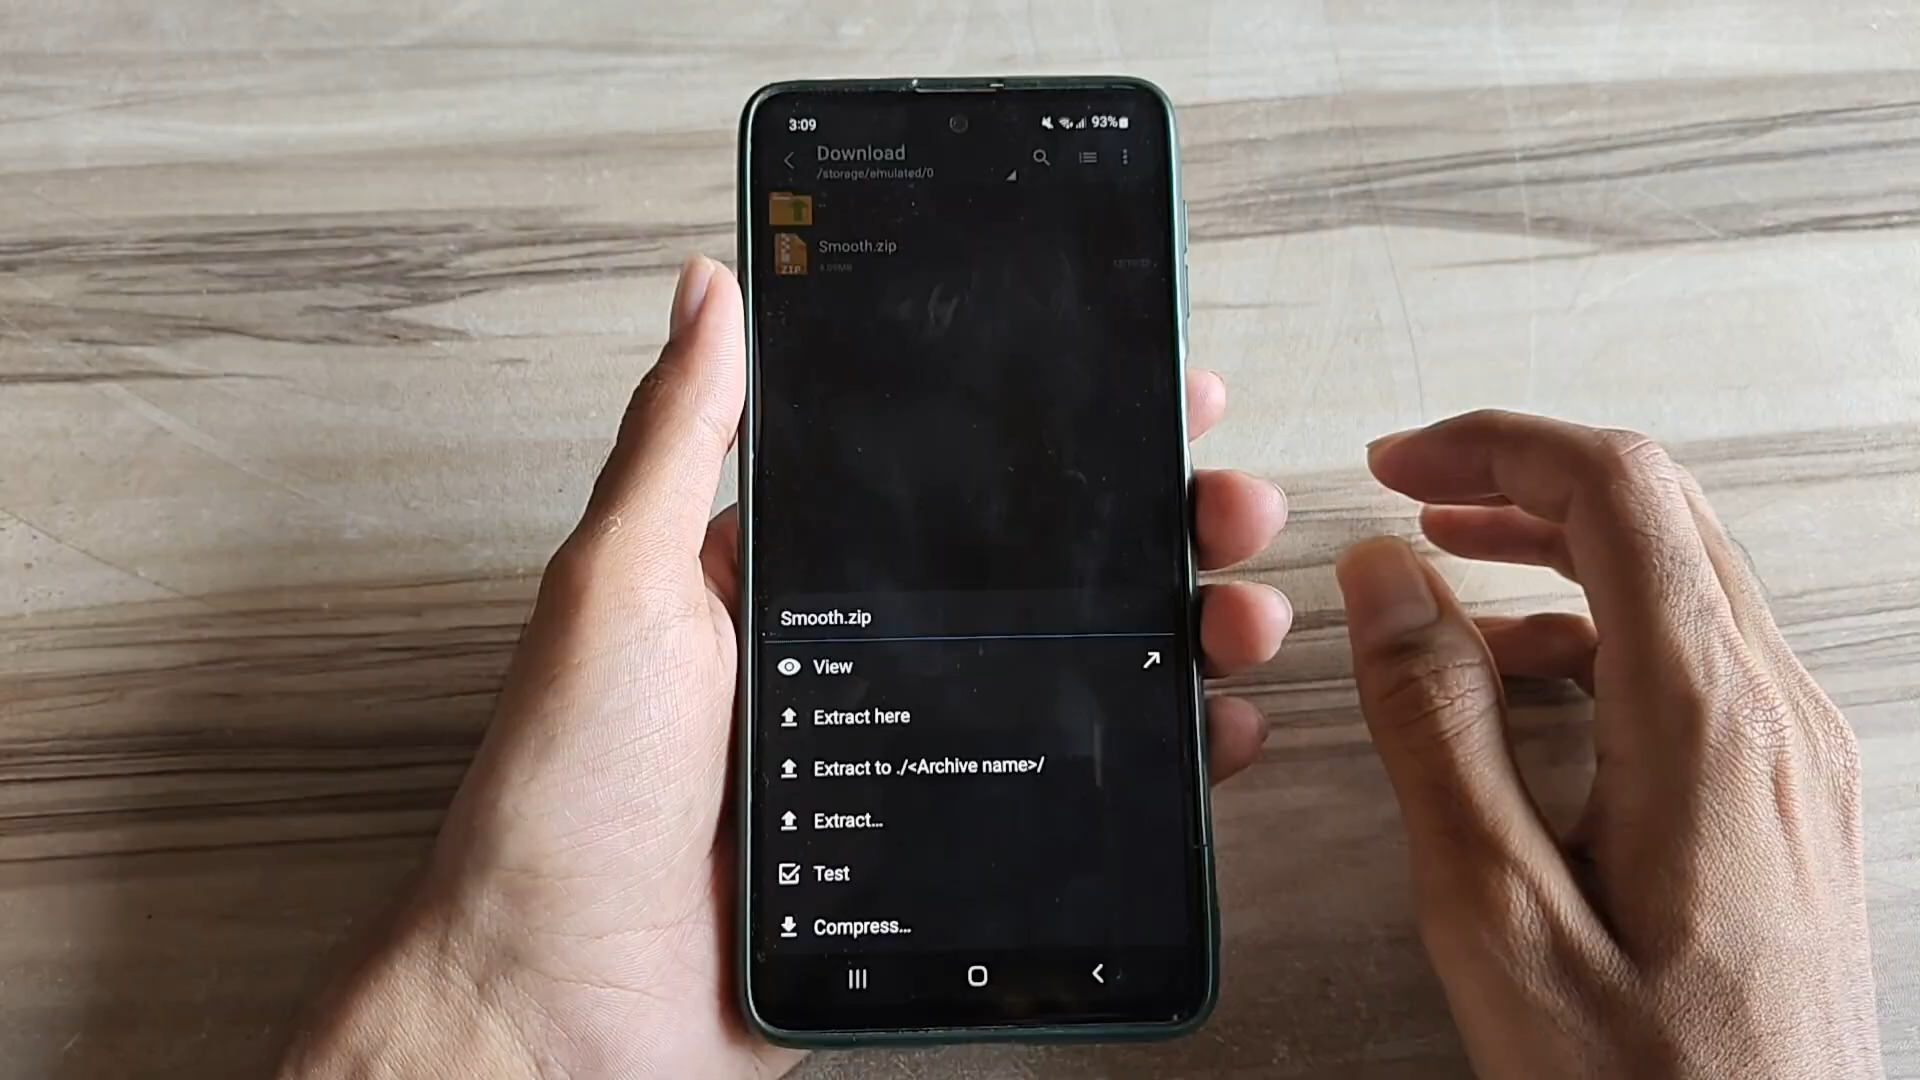 3:09
93%
Download
/storage/emulated/0
..
Smooth.zip
ZIP
Smooth.zip
View
Extract here
Extract to ./<Archive name>/
Extract...
Test
Compress...